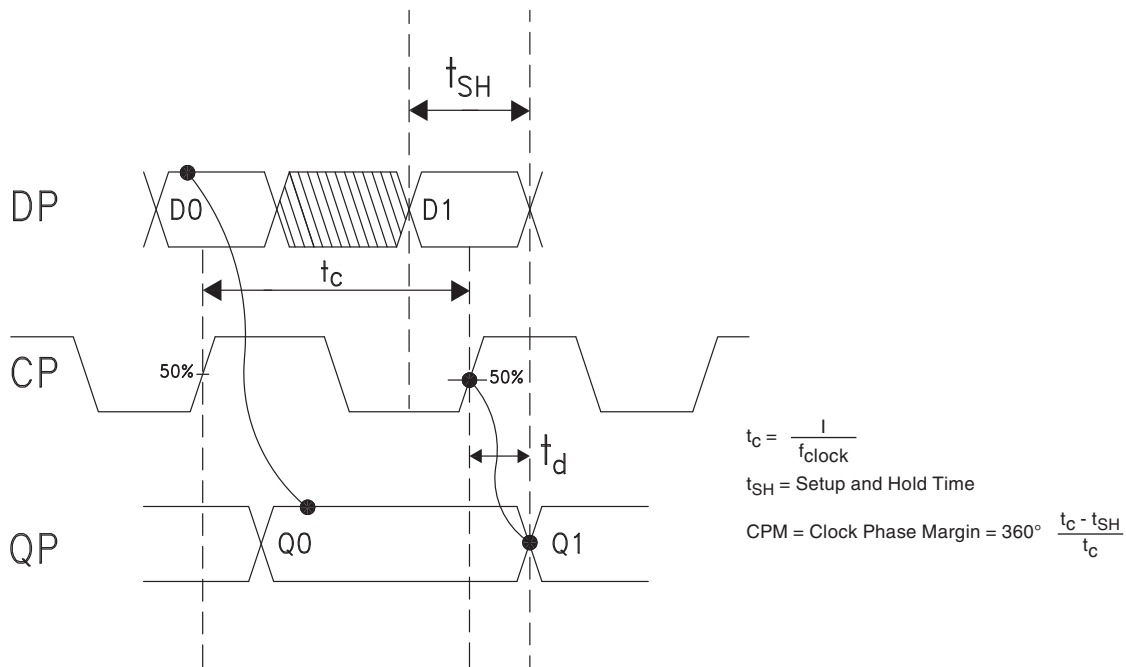 tSH
DP
D0
D1
tc
CP
50%
50%
td
QP
Q0
Q1
tc = I / fclock
tSH = Setup and Hold Time
CPM = Clock Phase Margin = 360° tc - tSH / tc